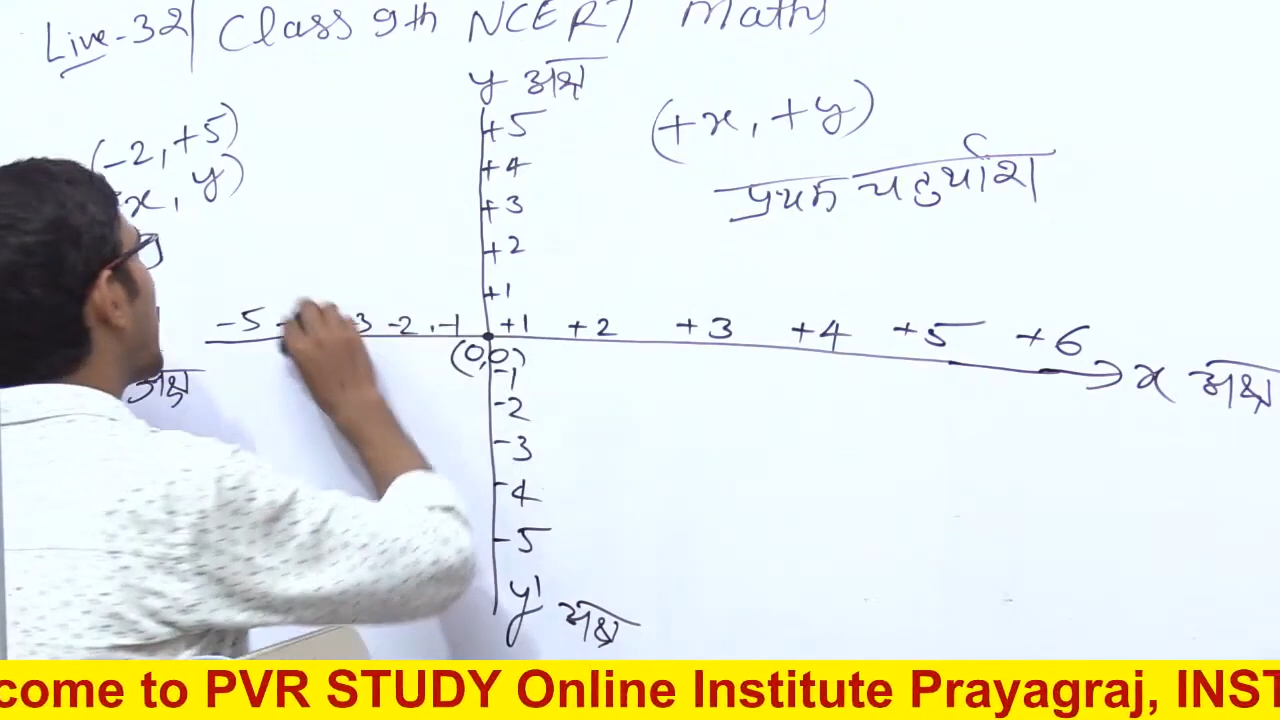 Live-32 | Class 9th NCERT Maths
y अक्ष
(-2, +5)
x, y)
(+x, +y)
प्रथम चतुर्थांश
+5
+4
+3
+2
+1
-5 3 -2 -1 +1 +2 +3 +4 +5 +6
(0,0)
x अक्ष
अक्ष
-1
-2
-3
-4
-5
y' अक्ष
come to PVR STUDY Online Institute Prayagraj, INST